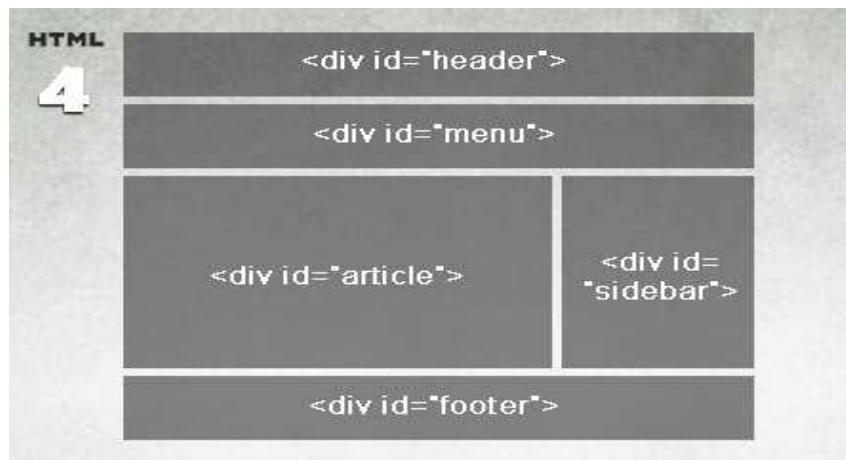 HTML
4
<div id="header">
<div id="menu">
<div id="article">
<div id=
"sidebar">
<div id="footer">